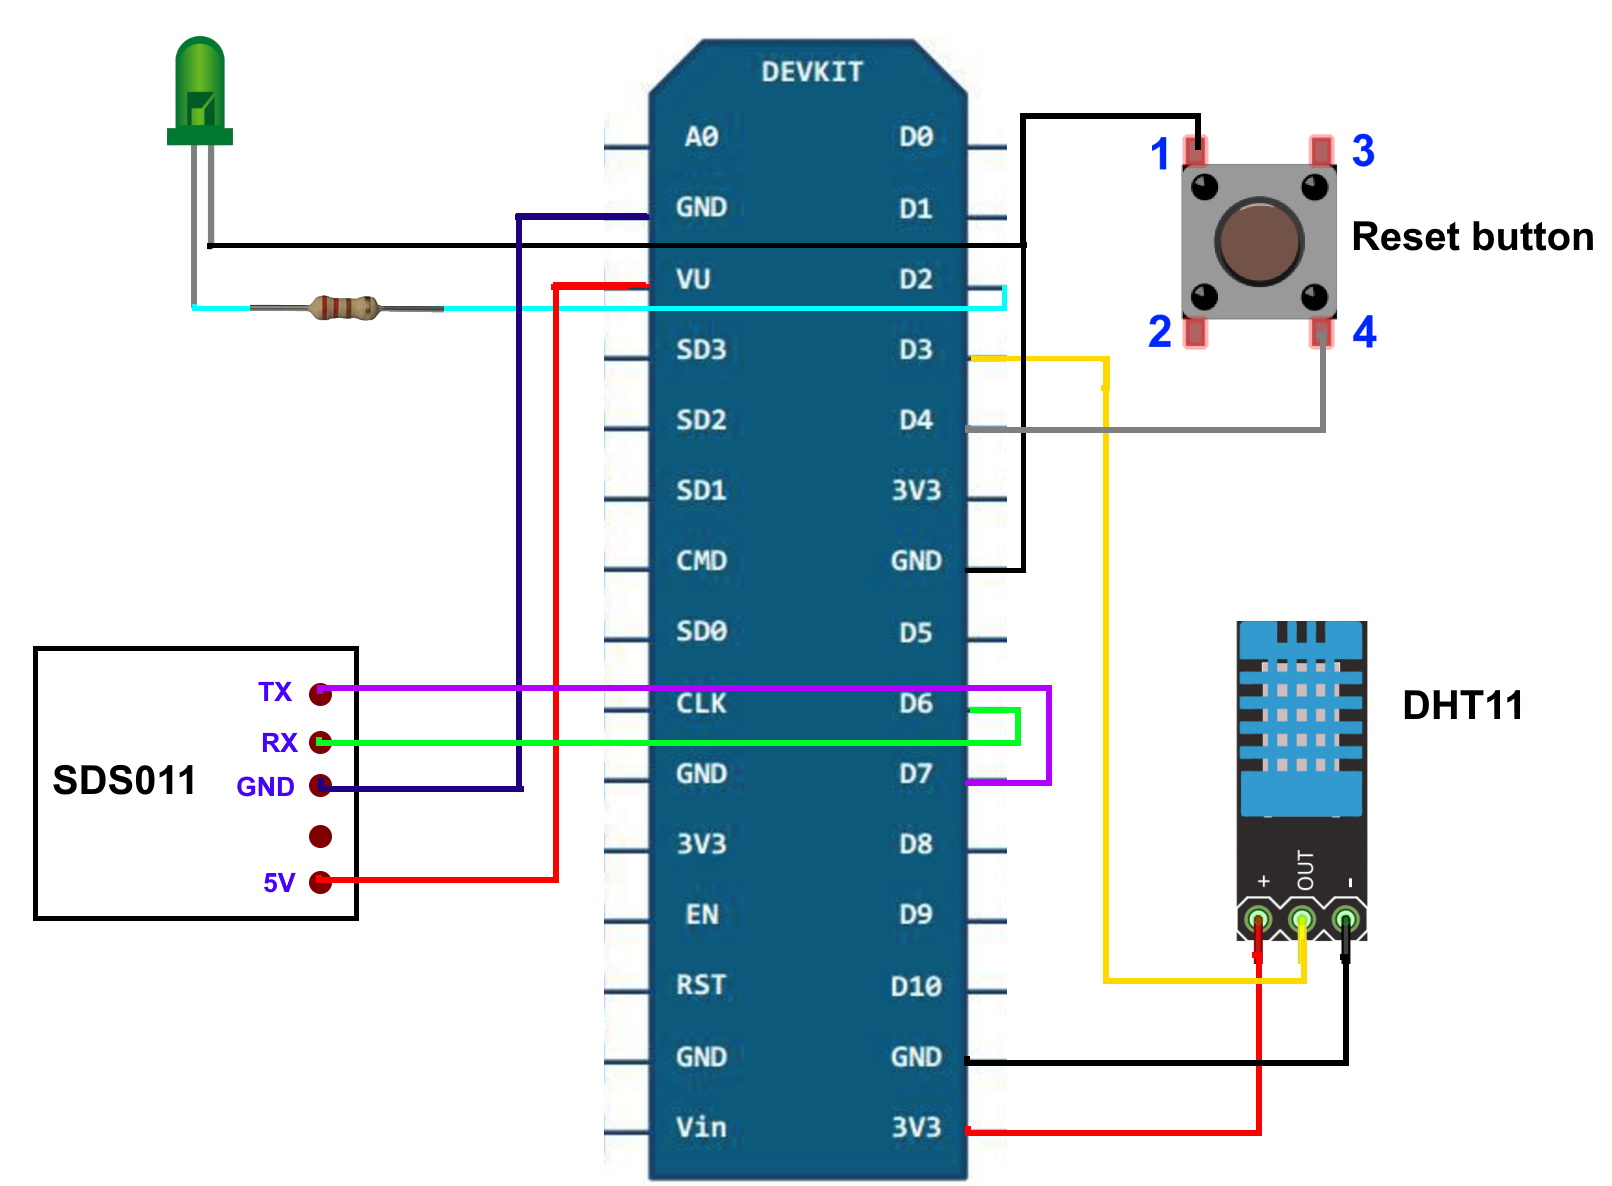 DEVKIT
A0
D0
GND
D1
VU
D2
SD3
D3
SD2
D4
SD1
3V3
CMD
GND
SD0
D5
CLK
D6
GND
D7
3V3
D8
EN
D9
RST
D10
GND
GND
Vin
3V3
1
3
2
4
Reset button
TX
RX
SDS011
GND
5V
DHT11
+
OUT
-